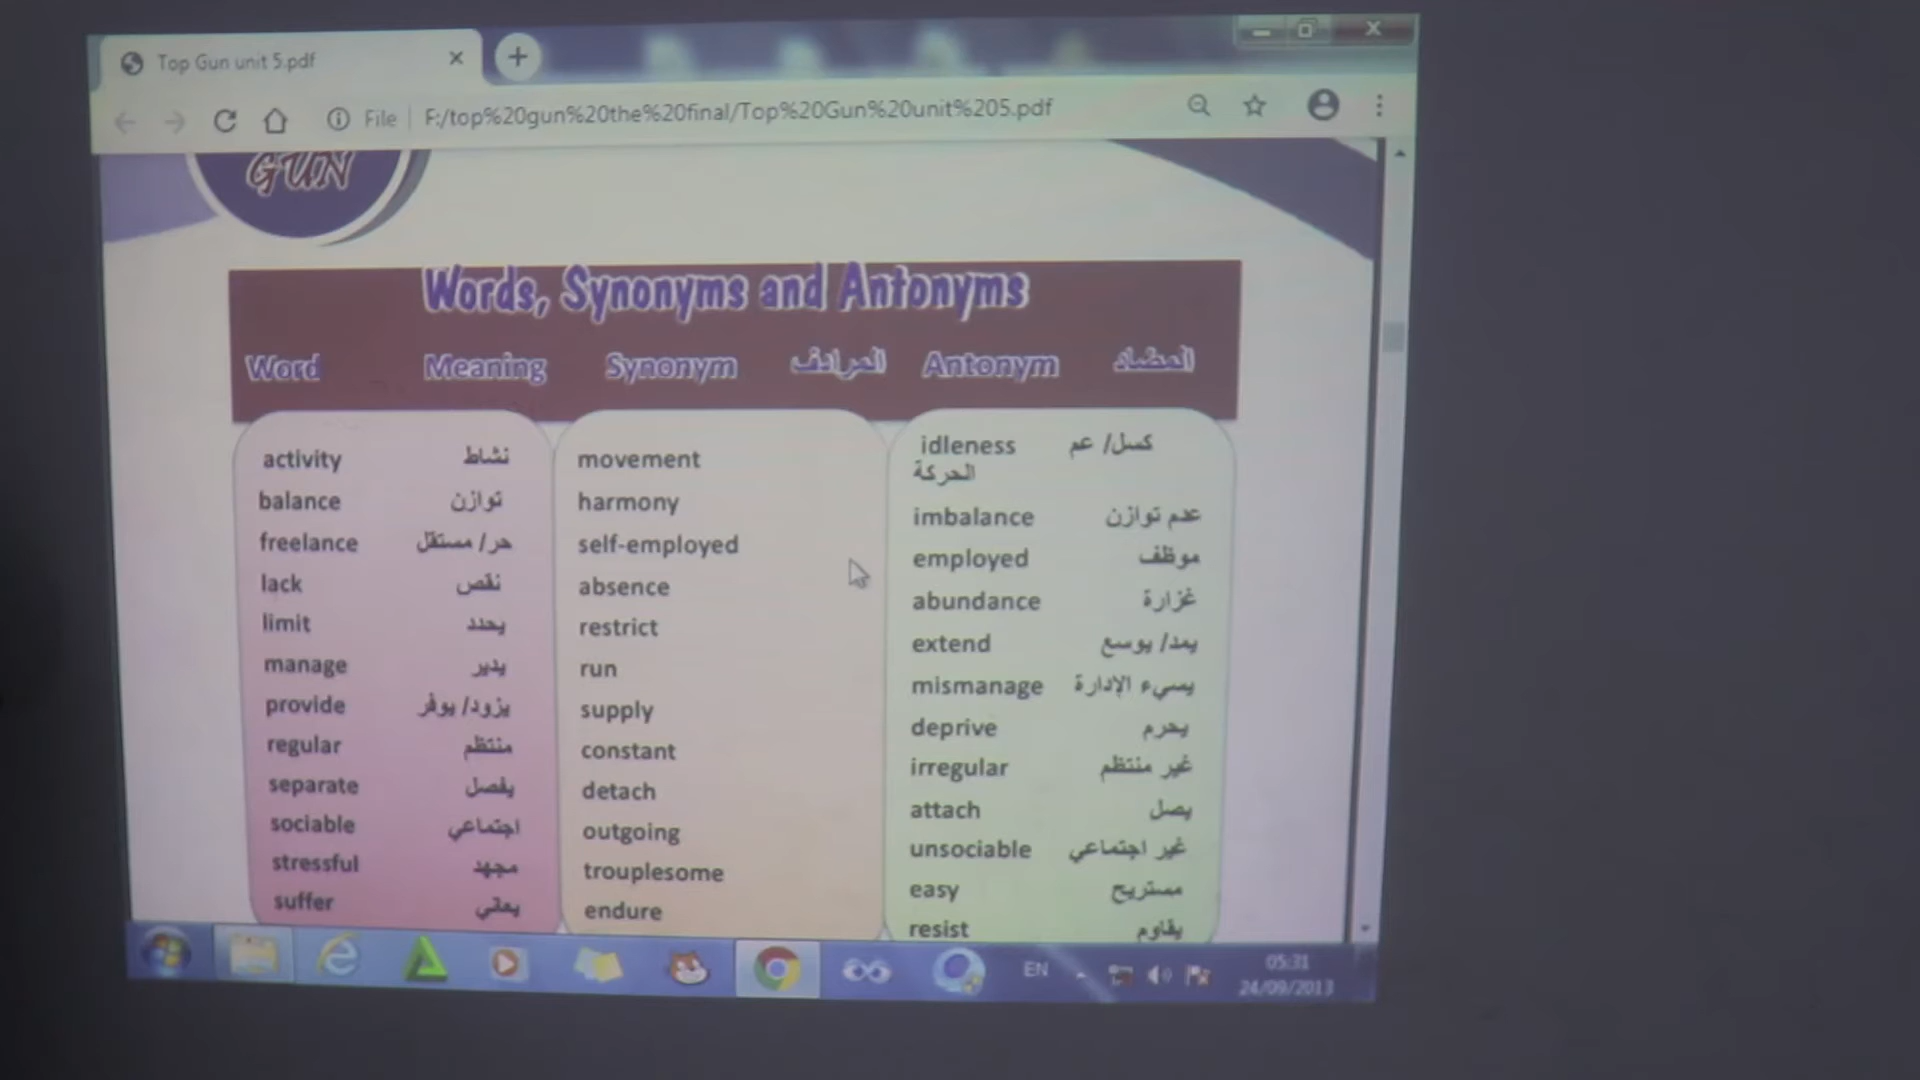 Top Gun unit 5.pdf
File F:/top%20gun%20the%20final/Top%20Gun%20unit%205.pdf
GUN
Words, Synonyms and Antonyms
Word Meaning Synonym المرادف Antonym المضاد
activity نشاط movement idleness كسل/ عم
الحركة
balance توازن harmony imbalance عدم توازن
freelance حر/ مستقل self-employed employed موظف
lack نقص absence abundance غزارة
limit يحدد restrict extend يمد/ يوسع
manage يدير run mismanage يسيء الإدارة
provide يزود/ يوفر supply deprive يحرم
regular منتظم constant irregular غير منتظم
separate يفصل detach attach يصل
sociable اجتماعي outgoing unsociable غير اجتماعي
stressful مجهد trouplesome easy مستريح
suffer يعاني endure resist يقاوم
EN 05:31
24/09/2013